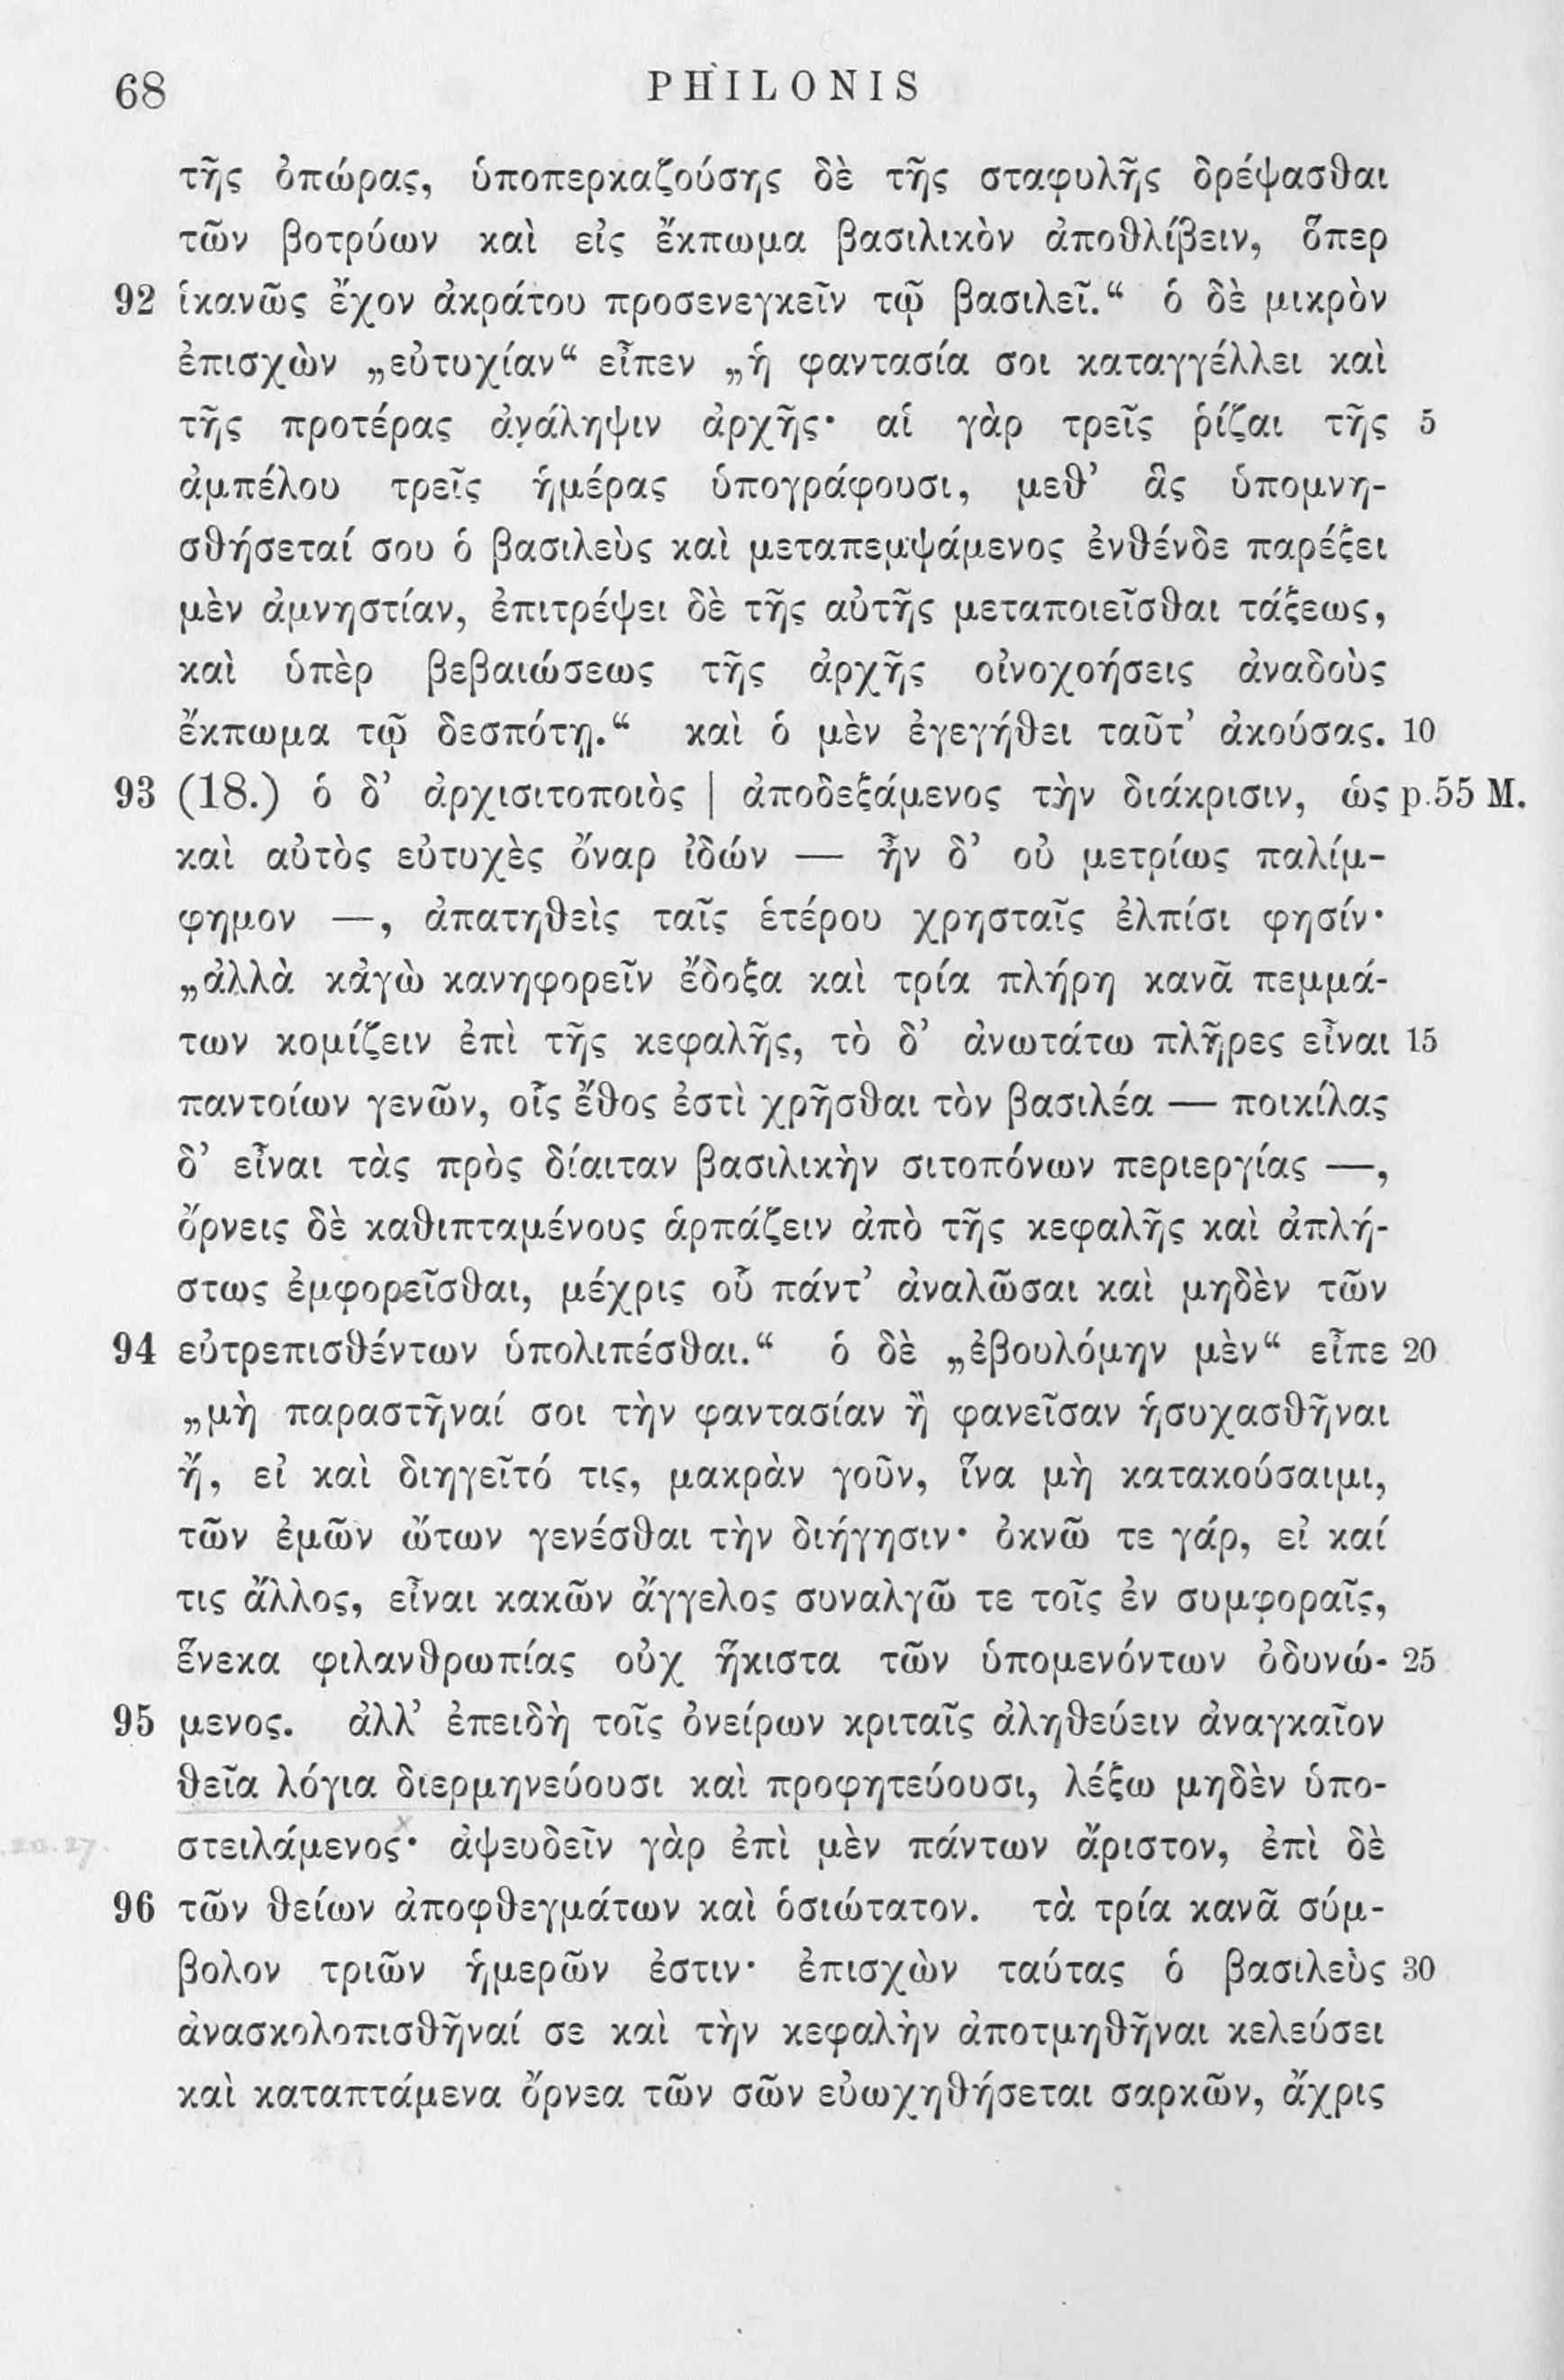 68 PHILONIS
τῆς ὀπώρας, ὑποπερκαζούσης δὲ τῆς σταφυλῆς δρέψασθαι
τῶν βοτρύων καὶ εἰς ἔκπωμα βασιλικὸν ἀποθλίβειν, ὅπερ
92 ἱκανῶς ἔχον ἀκράτου προσενεγκεῖν τῷ βασιλεῖ.“ ὁ δὲ μικρὸν
ἐπισχὼν „εὐτυχίαν“ εἶπεν „ἡ φαντασία σοι καταγγέλλει καὶ
τῆς προτέρας ἀνάληψιν ἀρχῆς· αἱ γὰρ τρεῖς ῥίζαι τῆς 5
ἀμπέλου τρεῖς ἡμέρας ὑπογράφουσι, μεθ’ ἃς ὑπομνη-
σθήσεταί σου ὁ βασιλεὺς καὶ μεταπεμψάμενος ἐνθένδε παρέξει
μὲν ἀμνηστίαν, ἐπιτρέψει δὲ τῆς αὐτῆς μεταποιεῖσθαι τάξεως,
καὶ ὑπὲρ βεβαιώσεως τῆς ἀρχῆς οἰνοχοήσεις ἀναδοὺς
ἔκπωμα τῷ δεσπότῃ.“ καὶ ὁ μὲν ἐγεγήθει ταῦτ’ ἀκούσας. 10
93 (18.) ὁ δ’ ἀρχισιτοποιὸς | ἀποδεξάμενος τὴν διάκρισιν, ὡς p.55 M.
καὶ αὐτὸς εὐτυχὲς ὄναρ ἰδών — ἦν δ’ οὐ μετρίως παλίμ-
φημον —, ἀπατηθεὶς ταῖς ἑτέρου χρησταῖς ἐλπίσι φησίν·
„ἀλλὰ κἀγὼ κανηφορεῖν ἔδοξα καὶ τρία πλήρη κανᾶ πεμμά-
των κομίζειν ἐπὶ τῆς κεφαλῆς, τὸ δ’ ἀνωτάτω πλῆρες εἶναι 15
παντοίων γενῶν, οἷς ἔθος ἐστὶ χρῆσθαι τὸν βασιλέα — ποικίλας
δ’ εἶναι τὰς πρὸς δίαιταν βασιλικὴν σιτοπόνων περιεργίας —,
ὄρνεις δὲ καθιπταμένους ἁρπάζειν ἀπὸ τῆς κεφαλῆς καὶ ἀπλή-
στως ἐμφορεῖσθαι, μέχρις οὗ πάντ’ ἀναλῶσαι καὶ μηδὲν τῶν
94 εὐτρεπισθέντων ὑπολιπέσθαι.“ ὁ δὲ „ἐβουλόμην μὲν“ εἶπε 20
„μὴ παραστῆναί σοι τὴν φαντασίαν ἢ φανεῖσαν ἡσυχασθῆναι
ἤ, εἰ καὶ διηγεῖτό τις, μακρὰν γοῦν, ἵνα μὴ κατακούσαιμι,
τῶν ἐμῶν ὤτων γενέσθαι τὴν διήγησιν· ὀκνῶ τε γάρ, εἰ καί
τις ἄλλος, εἶναι κακῶν ἄγγελος συναλγῶ τε τοῖς ἐν συμφοραῖς,
ἕνεκα φιλανθρωπίας οὐχ ἥκιστα τῶν ὑπομενόντων ὀδυνώ- 25
95 μενος. ἀλλ’ ἐπειδὴ τοῖς ὀνείρων κριταῖς ἀληθεύειν ἀναγκαῖον
θεῖα λόγια διερμηνεύουσι καὶ προφητεύουσι, λέξω μηδὲν ὑπο-
στειλάμενος· ἀψευδεῖν γὰρ ἐπὶ μὲν πάντων ἄριστον, ἐπὶ δὲ
96 τῶν θείων ἀποφθεγμάτων καὶ ὁσιώτατον. τὰ τρία κανᾶ σύμ-
βολον τριῶν ἡμερῶν ἐστιν· ἐπισχὼν ταύτας ὁ βασιλεὺς 30
ἀνασκολοπισθῆναί σε καὶ τὴν κεφαλὴν ἀποτμηθῆναι κελεύσει
καὶ καταπτάμενα ὄρνεα τῶν σῶν εὐωχηθήσεται σαρκῶν, ἄχρις